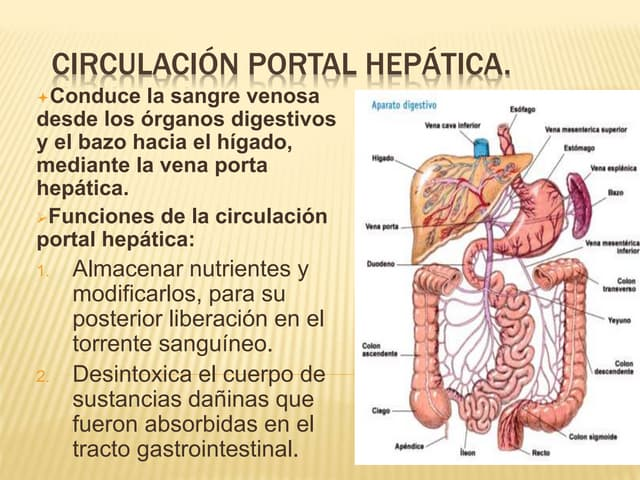 CIRCULACIÓN PORTAL HEPÁTICA.
Conduce la sangre venosa
desde los órganos digestivos
y el bazo hacia el hígado,
mediante la vena porta
hepática.
Funciones de la circulación
portal hepática:
1. Almacenar nutrientes y
modificarlos, para su
posterior liberación en el
torrente sanguíneo.
2. Desintoxica el cuerpo de
sustancias dañinas que
fueron absorbidas en el
tracto gastrointestinal.
Aparato digestivo
Esófago
Vena cava inferior
Vena mesenterica superior
Estómago
Hígado
Vena esplénica
Bazo
Vena porta
Vena mesentérica
inferior
Duodeno
Colon
transverso
Yeyuno
Colon
ascendente
Colon
descendente
Ciego
Colon sigmoide
Apéndice
Íleon
Recto